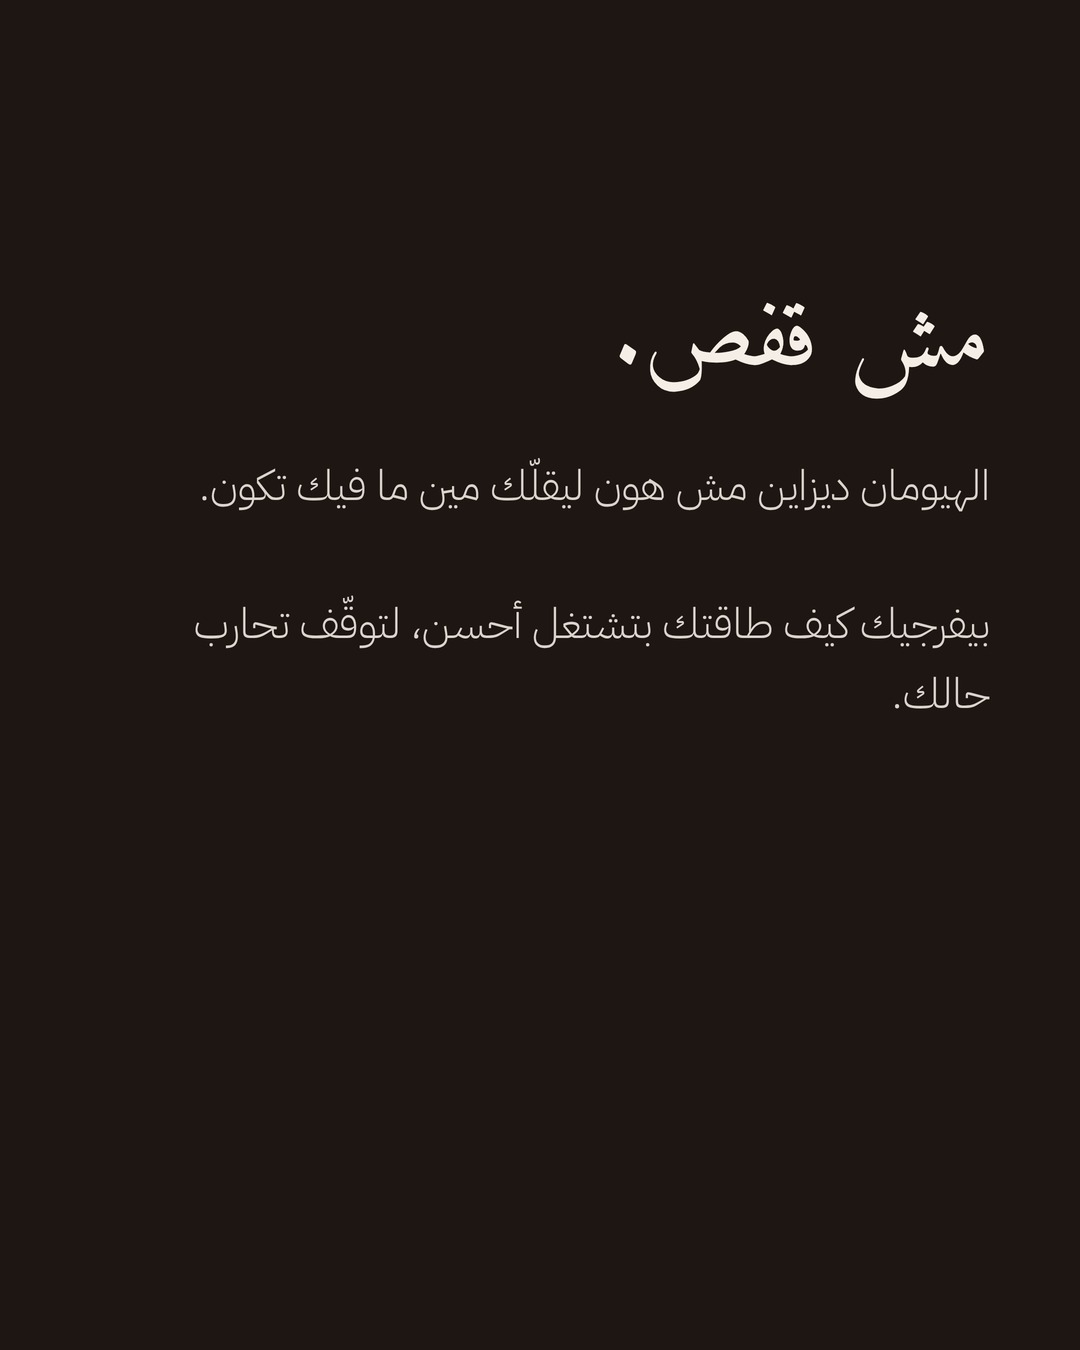 مش قفص.
الهيومان ديزاين مش هون ليقلّك مين ما فيك تكون.
بيفرجيك كيف طاقتك بتشتغل أحسن، لتوقّف تحارب
حالك.